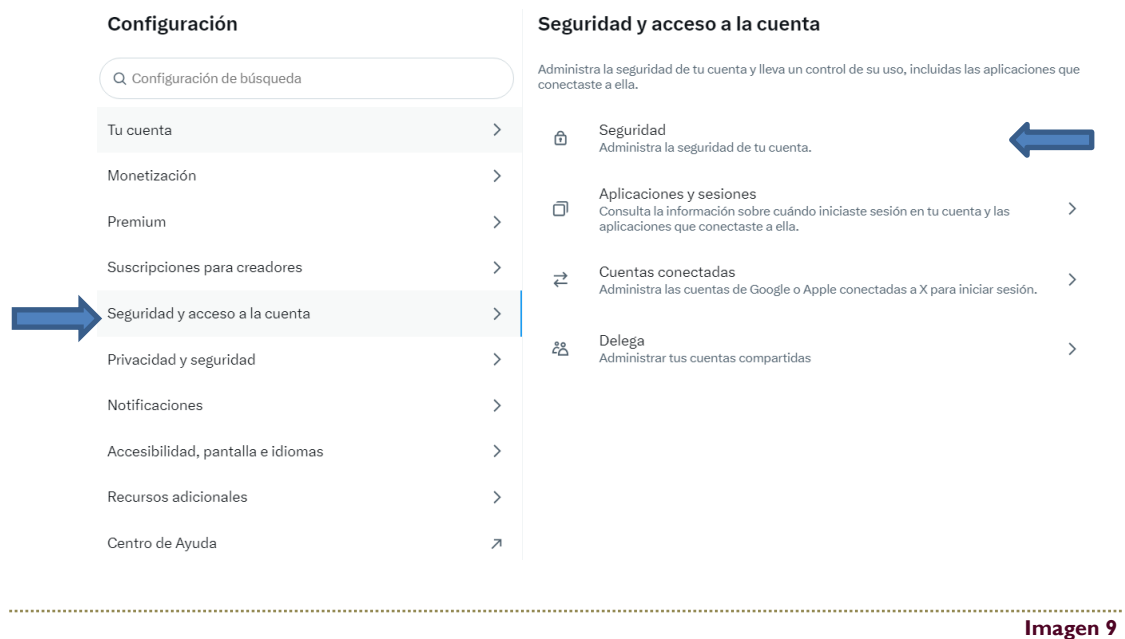 Configuración
Configuración de búsqueda
Tu cuenta
Monetización
Premium
Suscripciones para creadores
Seguridad y acceso a la cuenta
Privacidad y seguridad
Notificaciones
Accesibilidad, pantalla e idiomas
Recursos adicionales
Centro de Ayuda
Seguridad y acceso a la cuenta
Administra la seguridad de tu cuenta y lleva un control de su uso, incluidas las aplicaciones que
conectaste a ella.
Seguridad
Administra la seguridad de tu cuenta.
Aplicaciones y sesiones
Consulta la información sobre cuándo iniciaste sesión en tu cuenta y las
aplicaciones que conectaste a ella.
Cuentas conectadas
Administra las cuentas de Google o Apple conectadas a X para iniciar sesión.
Delega
Administrar tus cuentas compartidas
Imagen 9